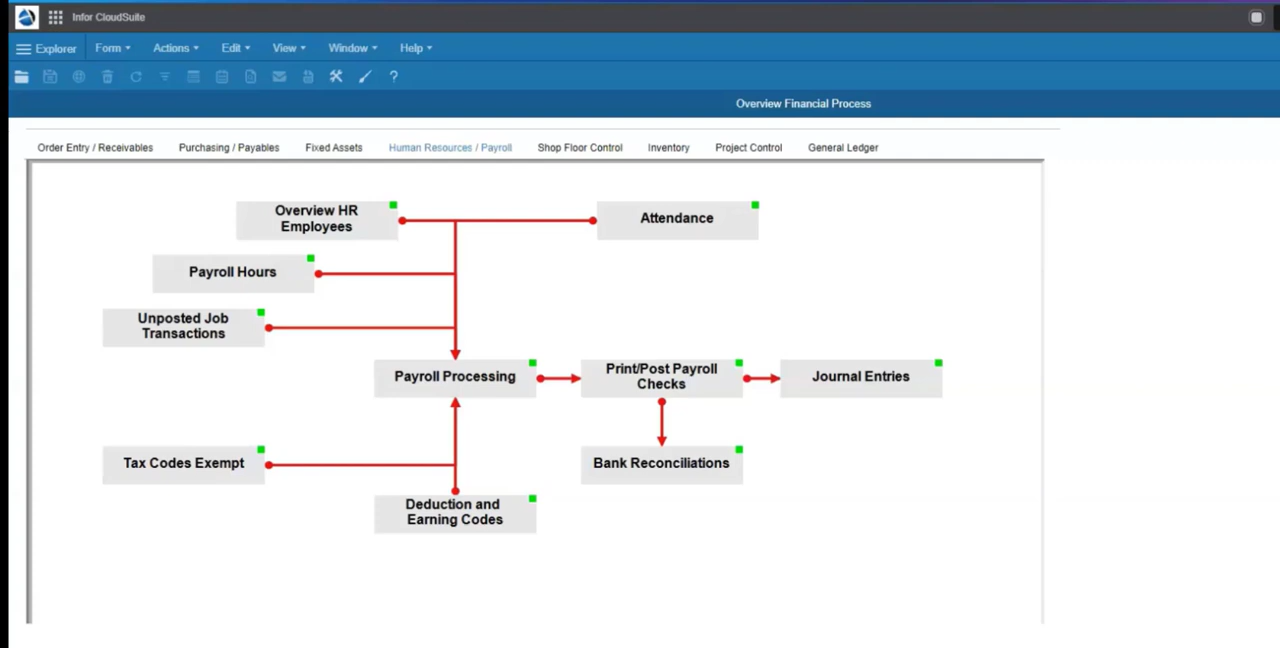 Infor CloudSuite
Explorer Form Actions Edit View Window Help
?
Overview Financial Process
Order Entry / Receivables Purchasing / Payables Fixed Assets Human Resources / Payroll Shop Floor Control Inventory Project Control General Ledger
Overview HR
Employees
Attendance
Payroll Hours
Unposted Job
Transactions
Payroll Processing
Print/Post Payroll
Checks
Journal Entries
Tax Codes Exempt
Bank Reconciliations
Deduction and
Earning Codes